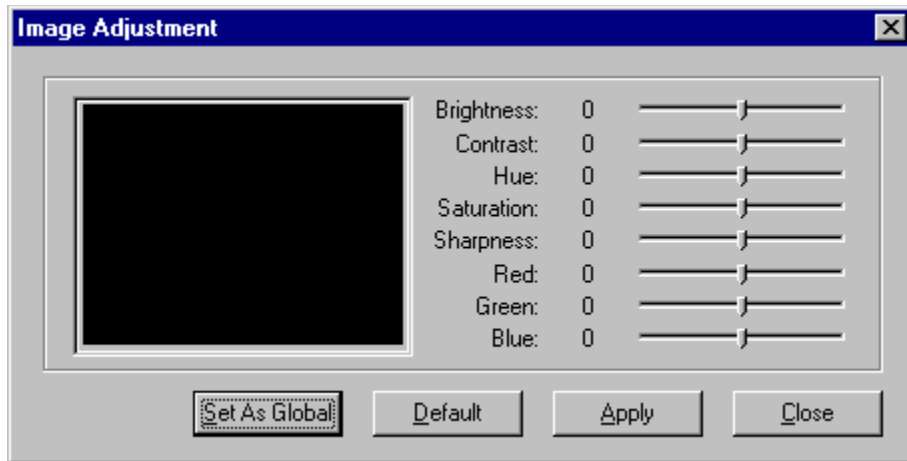 Image Adjustment
Brightness: 0
Contrast: 0
Hue: 0
Saturation: 0
Sharpness: 0
Red: 0
Green: 0
Blue: 0
Set As Global Default Apply Close